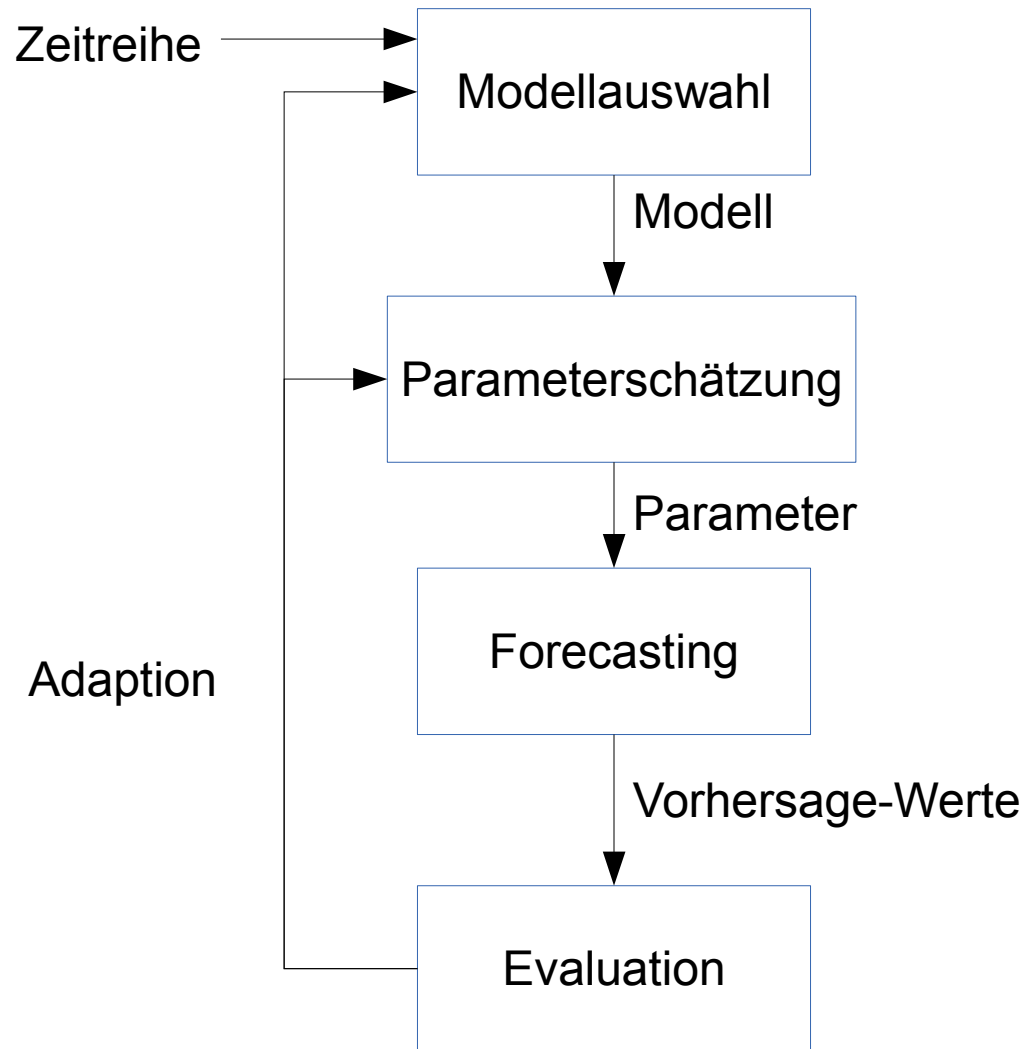 Zeitreihe
Modellauswahl
Modell
Parameterschätzung
Parameter
Forecasting
Adaption
Vorhersage-Werte
Evaluation